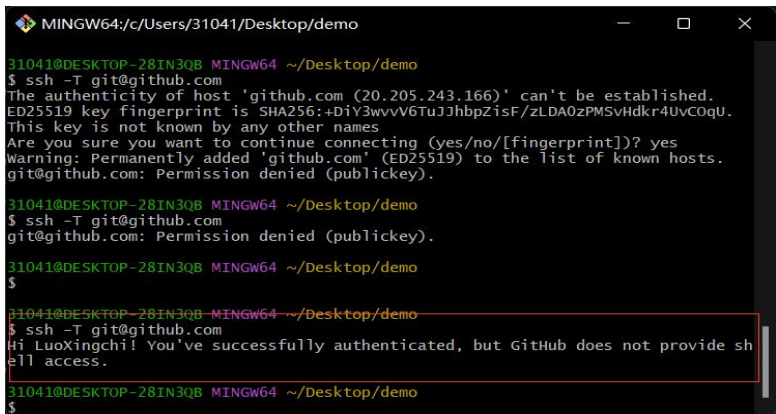 MINGW64:/c/Users/31041/Desktop/demo
31041@DESKTOP-28IN3QB MINGW64 ~/Desktop/demo
$ ssh -T git@github.com
The authenticity of host 'github.com (20.205.243.166)' can't be established.
ED25519 key fingerprint is SHA256:+DiY3wvvV6TuJJhbpZisF/zLDA0zPMSvHdkr4UvCOqU.
This key is not known by any other names
Are you sure you want to continue connecting (yes/no/[fingerprint])? yes
Warning: Permanently added 'github.com' (ED25519) to the list of known hosts.
git@github.com: Permission denied (publickey).
31041@DESKTOP-28IN3QB MINGW64 ~/Desktop/demo
$ ssh -T git@github.com
git@github.com: Permission denied (publickey).
31041@DESKTOP-28IN3QB MINGW64 ~/Desktop/demo
$
31041@DESKTOP-28IN3QB MINGW64 ~/Desktop/demo
$ ssh -T git@github.com
Hi LuoXingchi! You've successfully authenticated, but GitHub does not provide sh
ell access.
31041@DESKTOP-28IN3QB MINGW64 ~/Desktop/demo
$